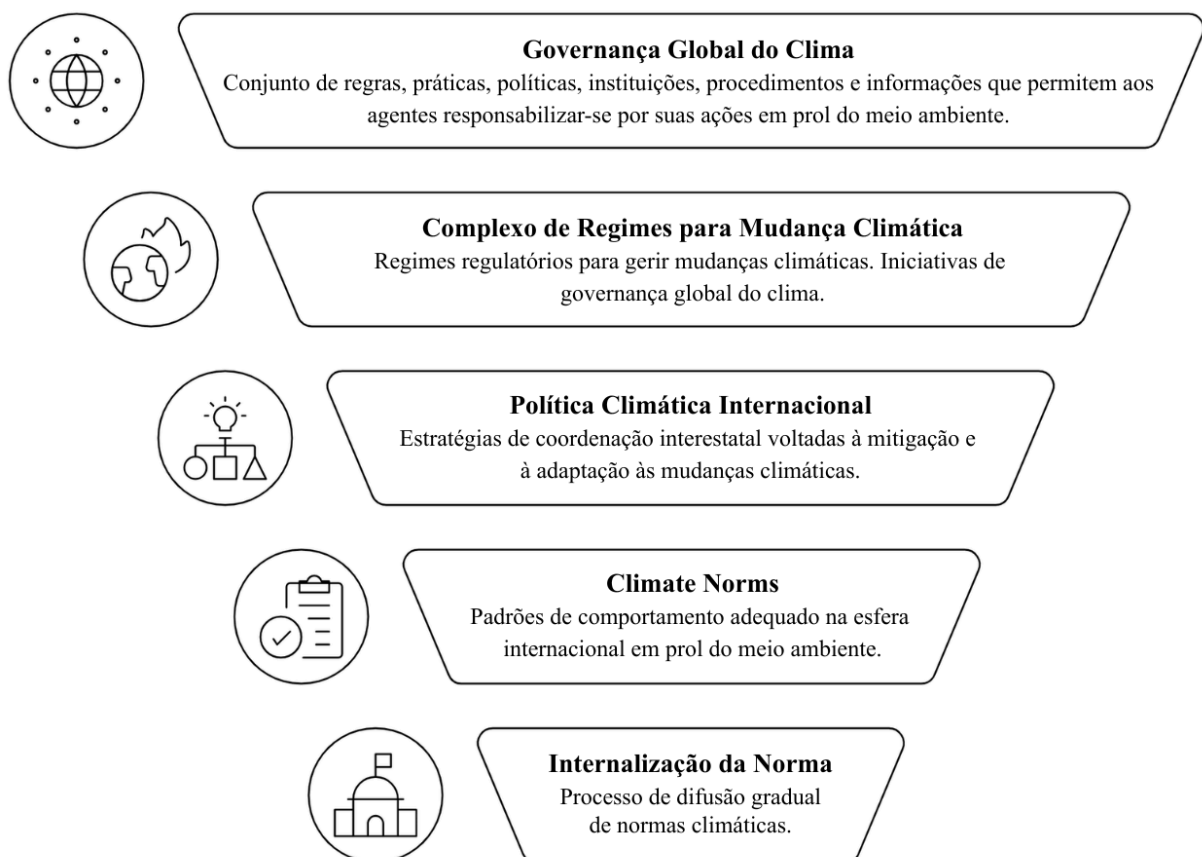 Governança Global do Clima
Conjunto de regras, práticas, políticas, instituições, procedimentos e informações que permitem aos
agentes responsabilizar-se por suas ações em prol do meio ambiente.
Complexo de Regimes para Mudança Climática
Regimes regulatórios para gerir mudanças climáticas. Iniciativas de
governança global do clima.
Política Climática Internacional
Estratégias de coordenação interestatal voltadas à mitigação e
à adaptação às mudanças climáticas.
Climate Norms
Padrões de comportamento adequado na esfera
internacional em prol do meio ambiente.
Internalização da Norma
Processo de difusão gradual
de normas climáticas.